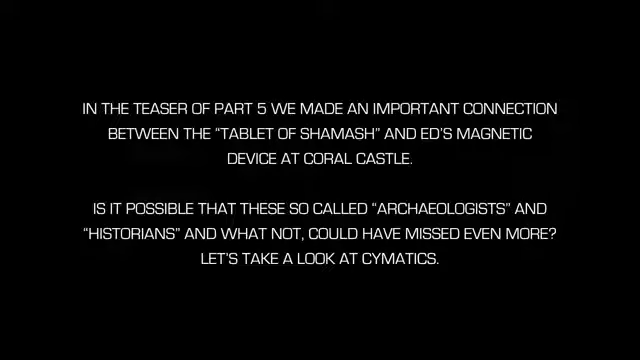 IN THE TEASER OF PART 5 WE MADE AN IMPORTANT CONNECTION
BETWEEN THE “TABLET OF SHAMASH” AND ED’S MAGNETIC
DEVICE AT CORAL CASTLE.
IS IT POSSIBLE THAT THESE SO CALLED “ARCHAEOLOGISTS” AND
“HISTORIANS” AND WHAT NOT, COULD HAVE MISSED EVEN MORE?
LET’S TAKE A LOOK AT CYMATICS.